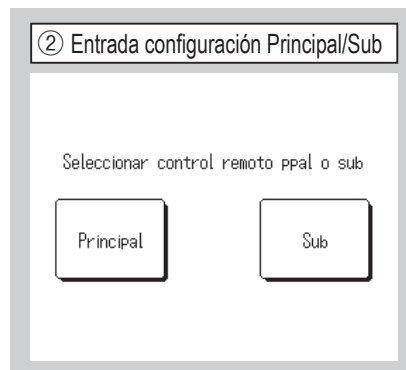 ② Entrada configuración Principal/Sub
Seleccionar control remoto ppal o sub
Principal Sub